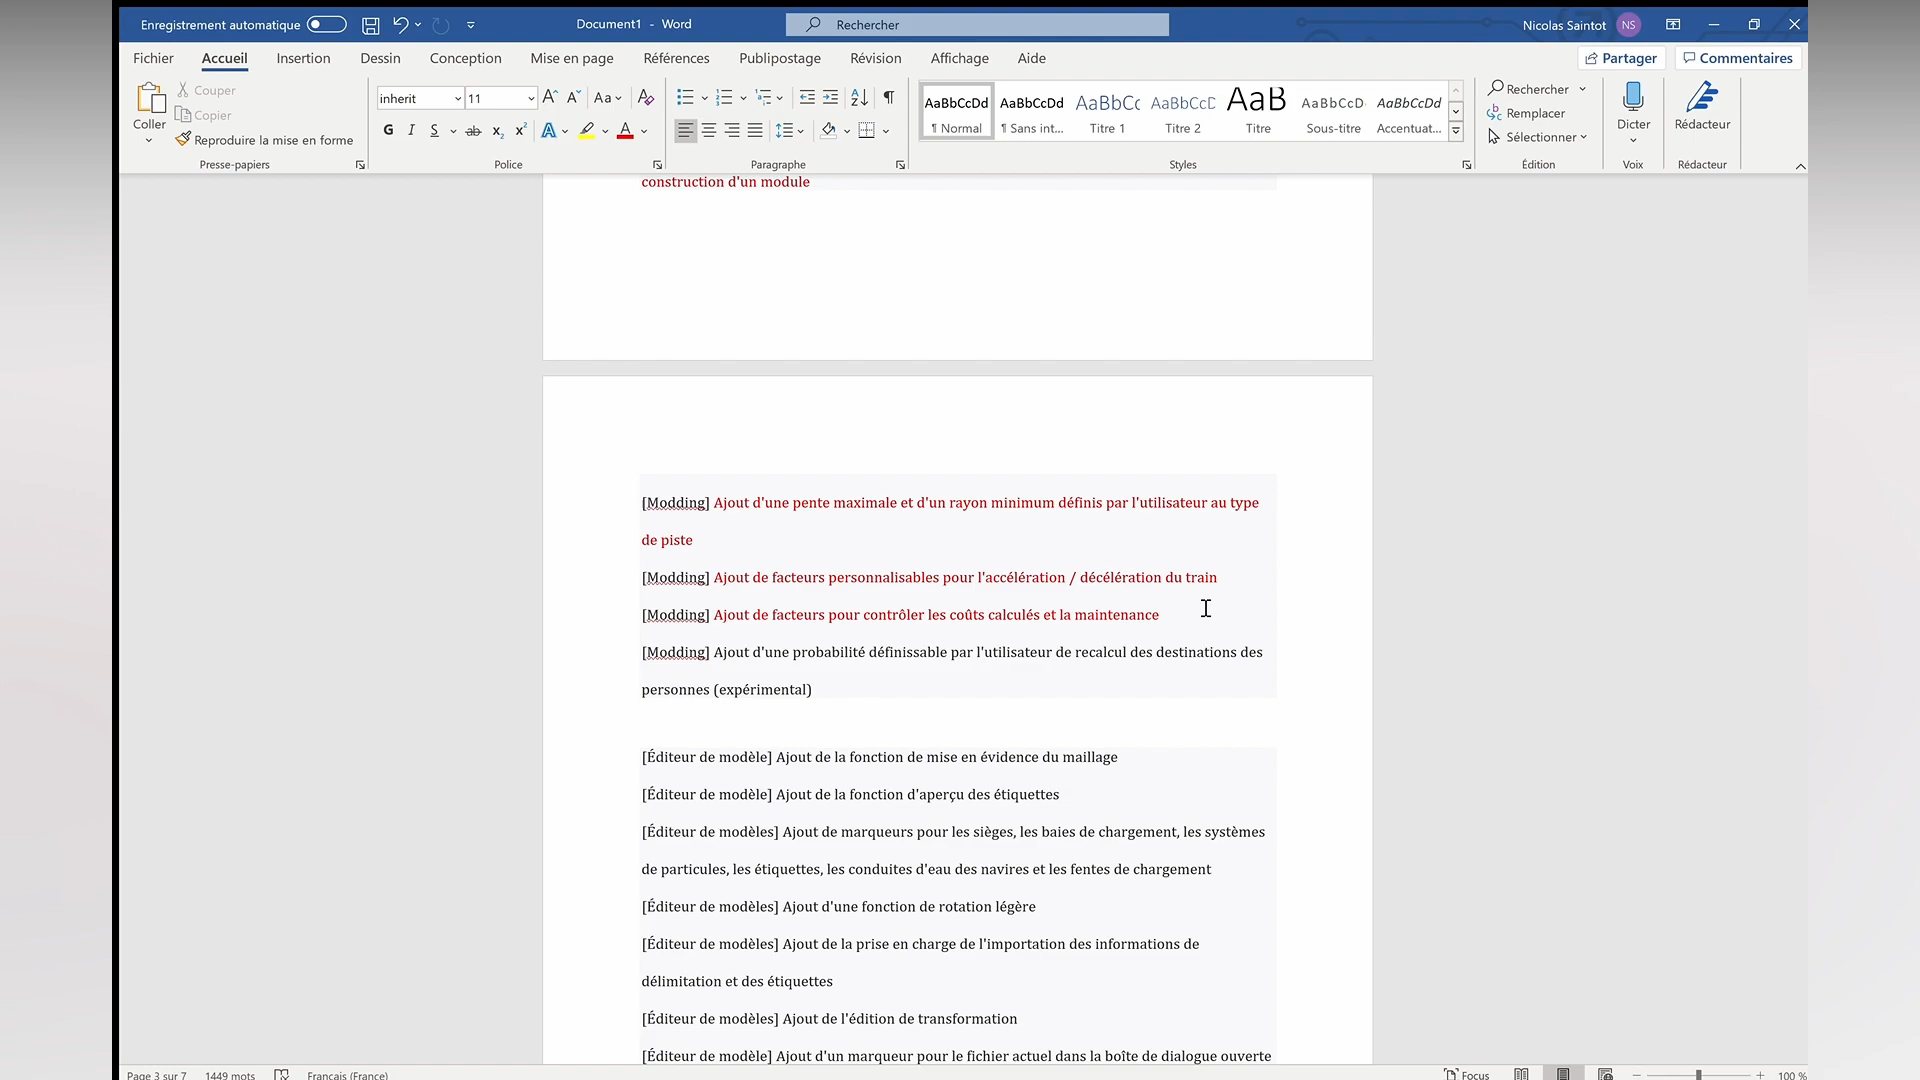 Enregistrement automatique
Document1 - Word
Rechercher
Nicolas Saintot NS
Fichier Accueil Insertion Dessin Conception Mise en page Références Publipostage Révision Affichage Aide
Partager Commentaires
Coller
Couper
Copier
Reproduire la mise en forme
Presse-papiers
inherit 11
G I S ab x₂ x² A A
Police
Paragraphe
AaBbCcDd AaBbCcDd AaBbCc AaBbCcD AaB AaBbCcD AaBbCcDd
¶ Normal ¶ Sans int... Titre 1 Titre 2 Titre Sous-titre Accentuat...
Styles
Rechercher
Remplacer
Sélectionner
Édition
Dicter
Voix
Rédacteur
Rédacteur
construction d'un module
[Modding] Ajout d'une pente maximale et d'un rayon minimum définis par l'utilisateur au type
de piste
[Modding] Ajout de facteurs personnalisables pour l'accélération / décélération du train
[Modding] Ajout de facteurs pour contrôler les coûts calculés et la maintenance
[Modding] Ajout d'une probabilité définissable par l'utilisateur de recalcul des destinations des
personnes (expérimental)
[Éditeur de modèle] Ajout de la fonction de mise en évidence du maillage
[Éditeur de modèle] Ajout de la fonction d'aperçu des étiquettes
[Éditeur de modèles] Ajout de marqueurs pour les sièges, les baies de chargement, les systèmes
de particules, les étiquettes, les conduites d'eau des navires et les fentes de chargement
[Éditeur de modèles] Ajout d'une fonction de rotation légère
[Éditeur de modèles] Ajout de la prise en charge de l'importation des informations de
délimitation et des étiquettes
[Éditeur de modèles] Ajout de l'édition de transformation
[Éditeur de modèle] Ajout d'un marqueur pour le fichier actuel dans la boîte de dialogue ouverte
Page 3 sur 7 1449 mots Français (France)
Focus 100 %